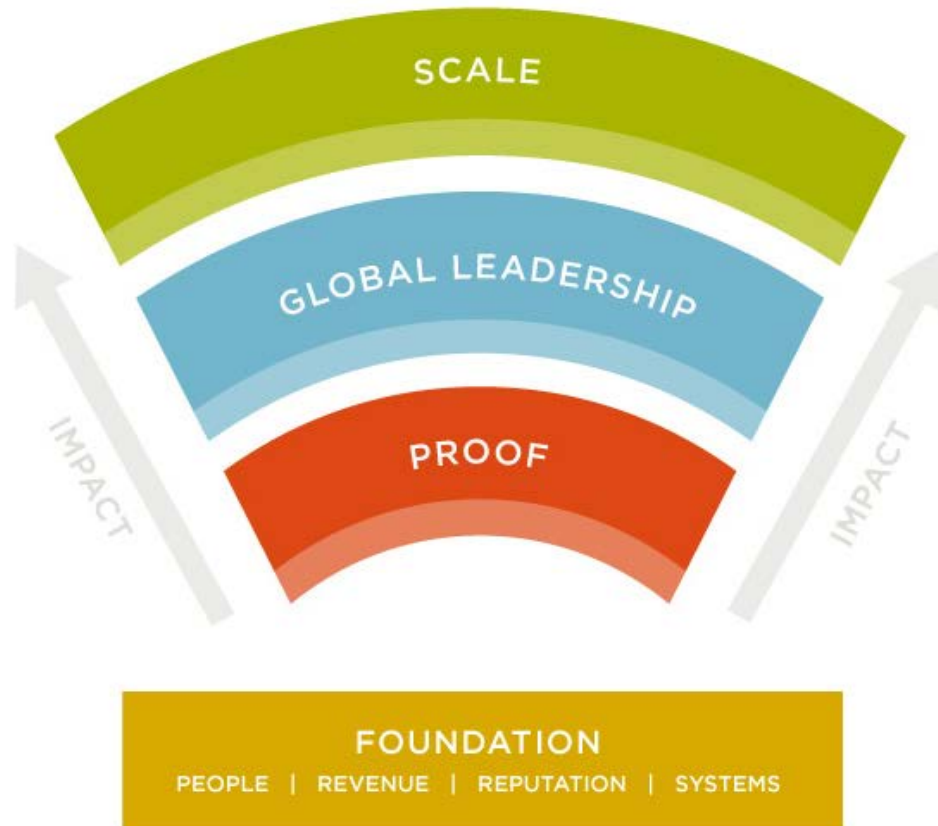 SCALE
GLOBAL LEADERSHIP
PROOF
IMPACT
IMPACT
FOUNDATION
PEOPLE | REVENUE | REPUTATION | SYSTEMS